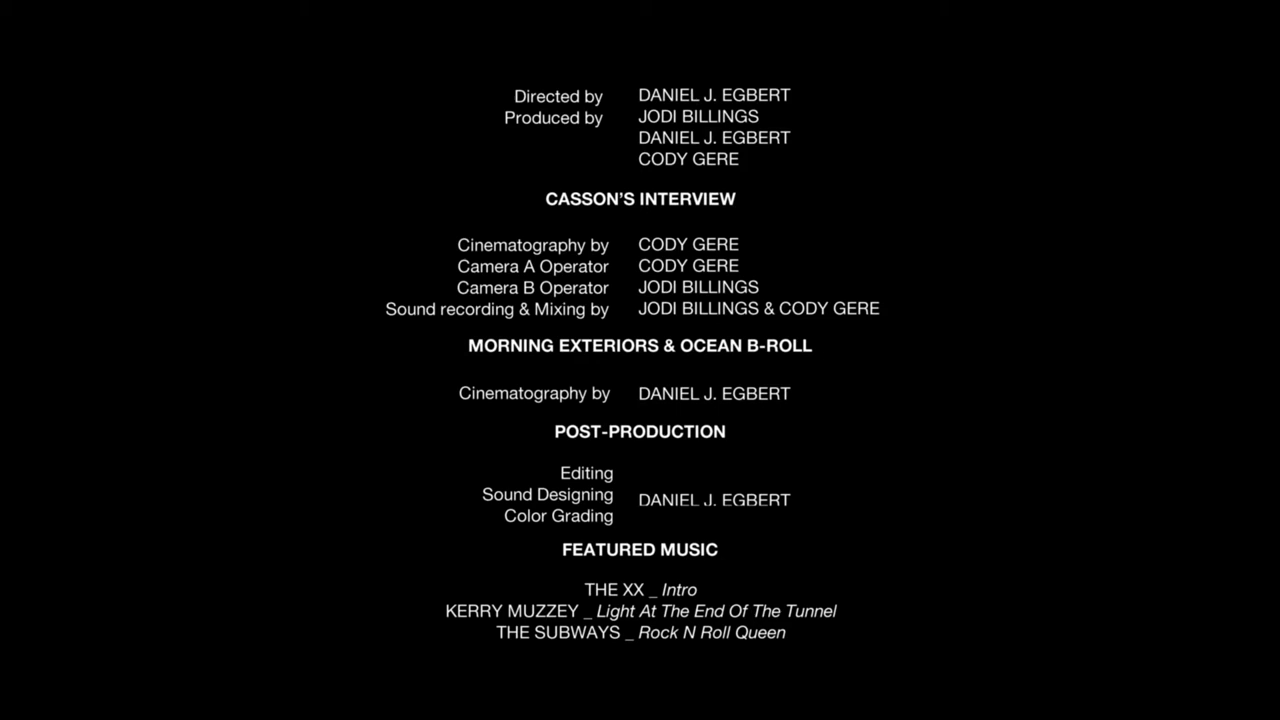 Directed by DANIEL J. EGBERT
Produced by JODI BILLINGS
DANIEL J. EGBERT
CODY GERE
CASSON'S INTERVIEW
Cinematography by CODY GERE
Camera A Operator CODY GERE
Camera B Operator JODI BILLINGS
Sound recording & Mixing by JODI BILLINGS & CODY GERE
MORNING EXTERIORS & OCEAN B-ROLL
Cinematography by DANIEL J. EGBERT
POST-PRODUCTION
Editing
Sound Designing DANIEL J. EGBERT
Color Grading
FEATURED MUSIC
THE XX _ Intro
KERRY MUZZEY _ Light At The End Of The Tunnel
THE SUBWAYS _ Rock N Roll Queen